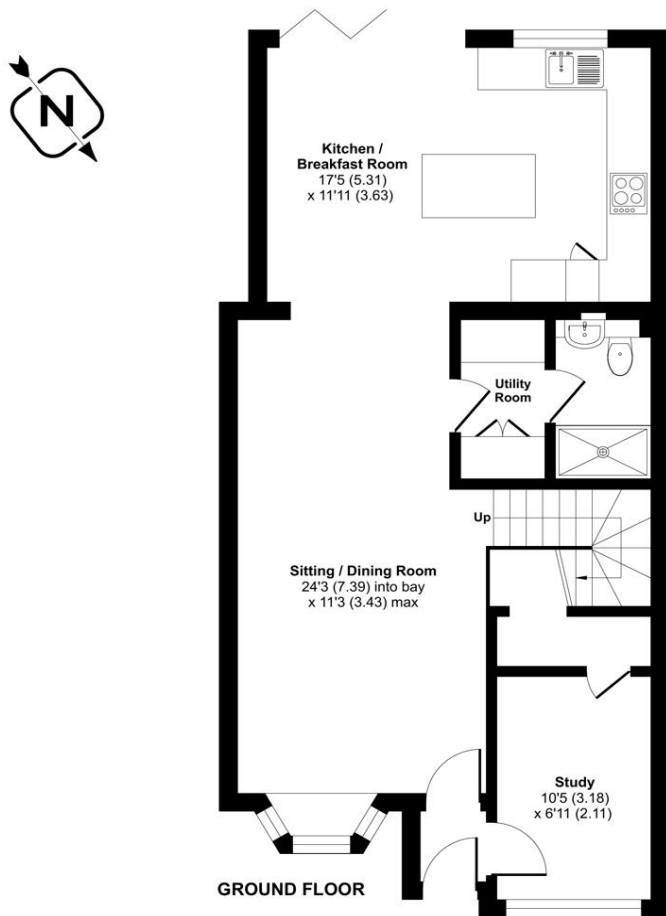 N
Kitchen /
Breakfast Room
17'5 (5.31)
x 11'11 (3.63)
Utility
Room
Up
Sitting / Dining Room
24'3 (7.39) into bay
x 11'3 (3.43) max
Study
10'5 (3.18)
x 6'11 (2.11)
GROUND FLOOR